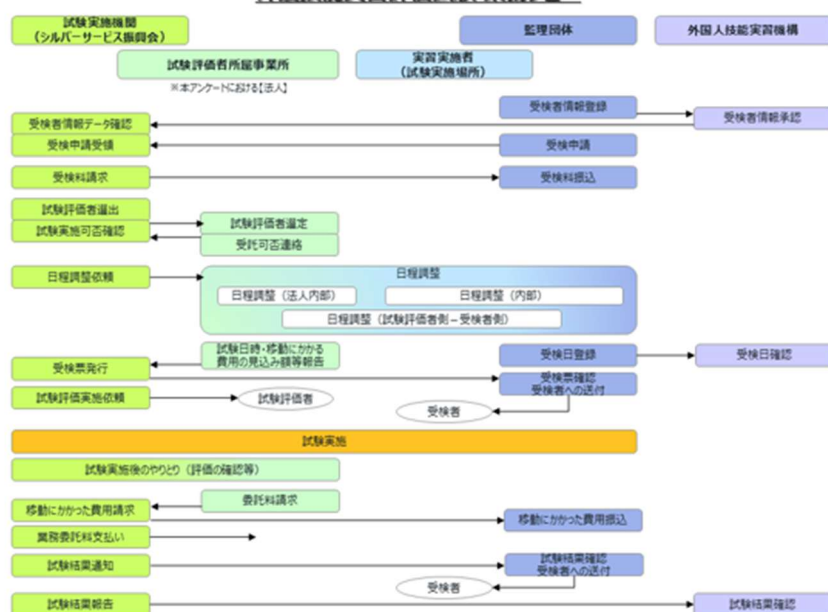 試験実施機関
（シルバーサービス振興会）
監理団体
外国人技能実習機構
試験評価者所属事業所
実習実施者
（試験実施場所）
※本アンケートにおける【法人】
受検者情報登録
受検者情報承認
受検者情報データ確認
受検申請受領
受検申請
受検料請求
受検料振込
試験評価者選出
試験実施可否確認
試験評価者選定
受託可否連絡
日程調整依頼
日程調整
日程調整（法人内部）
日程調整（内部）
日程調整（試験評価者側－受検者側）
試験日時・移動にかかる
費用の見込み額等報告
受検日登録
受検日確認
受検票発行
受検票確認
受検者への送付
試験評価実施依頼
試験評価者
受検者
試験実施
試験実施後のやりとり（評価の確認等）
委託料請求
移動にかかった費用請求
移動にかかった費用振込
業務委託料支払い
試験結果通知
試験結果確認
受検者への送付
受検者
試験結果報告
試験結果確認